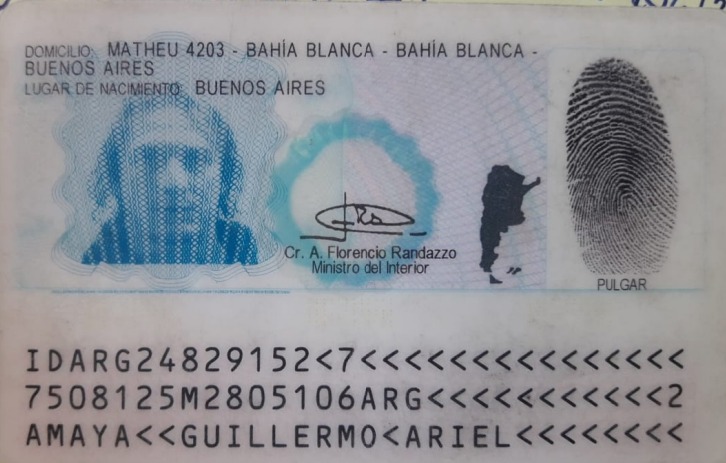 DOMICILIO: MATHEU 4203 - BAHÍA BLANCA - BAHÍA BLANCA -
BUENOS AIRES
LUGAR DE NACIMIENTO: BUENOS AIRES
Cr. A. Florencio Randazzo
Ministro del Interior
PULGAR
IDARG24829152<7<<<<<<<<<<<<<<<
7508125M2805106ARG<<<<<<<<<<<2
AMAYA<<GUILLERMO<ARIEL<<<<<<<<